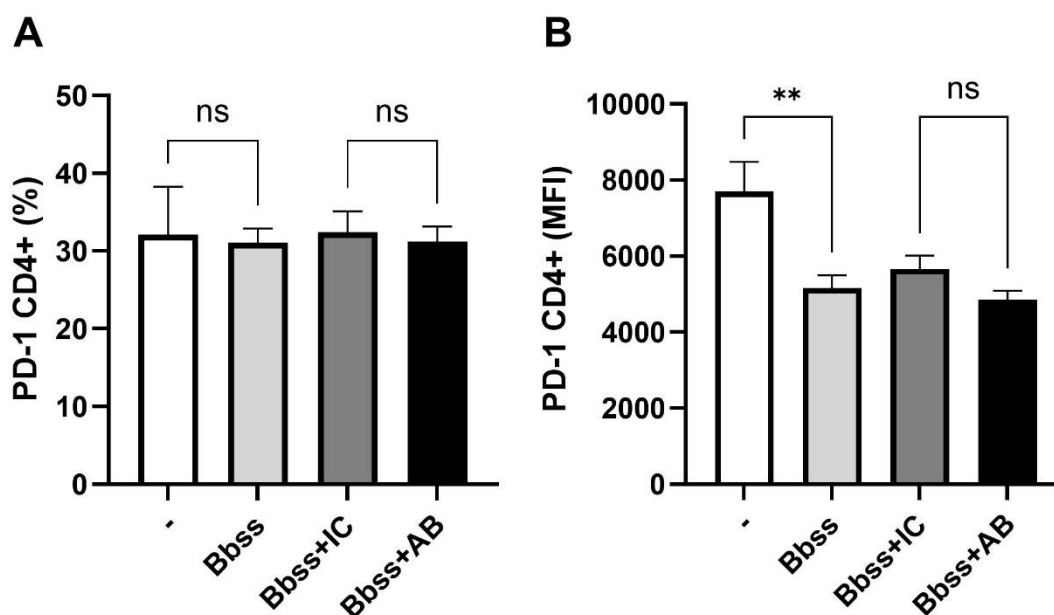 A
PD-1 CD4+ (%)
50
40
30
20
10
0
ns
ns
-
Bbss
Bbss+IC
Bbss+AB
B
PD-1 CD4+ (MFI)
10000
8000
6000
4000
2000
0
**
ns
-
Bbss
Bbss+IC
Bbss+AB